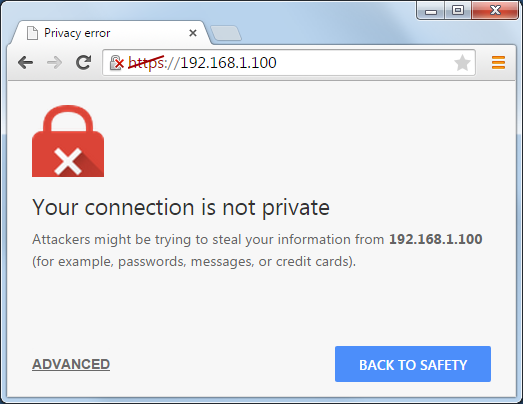 Privacy error
https://192.168.1.100
Your connection is not private
Attackers might be trying to steal your information from 192.168.1.100
(for example, passwords, messages, or credit cards).
ADVANCED
BACK TO SAFETY